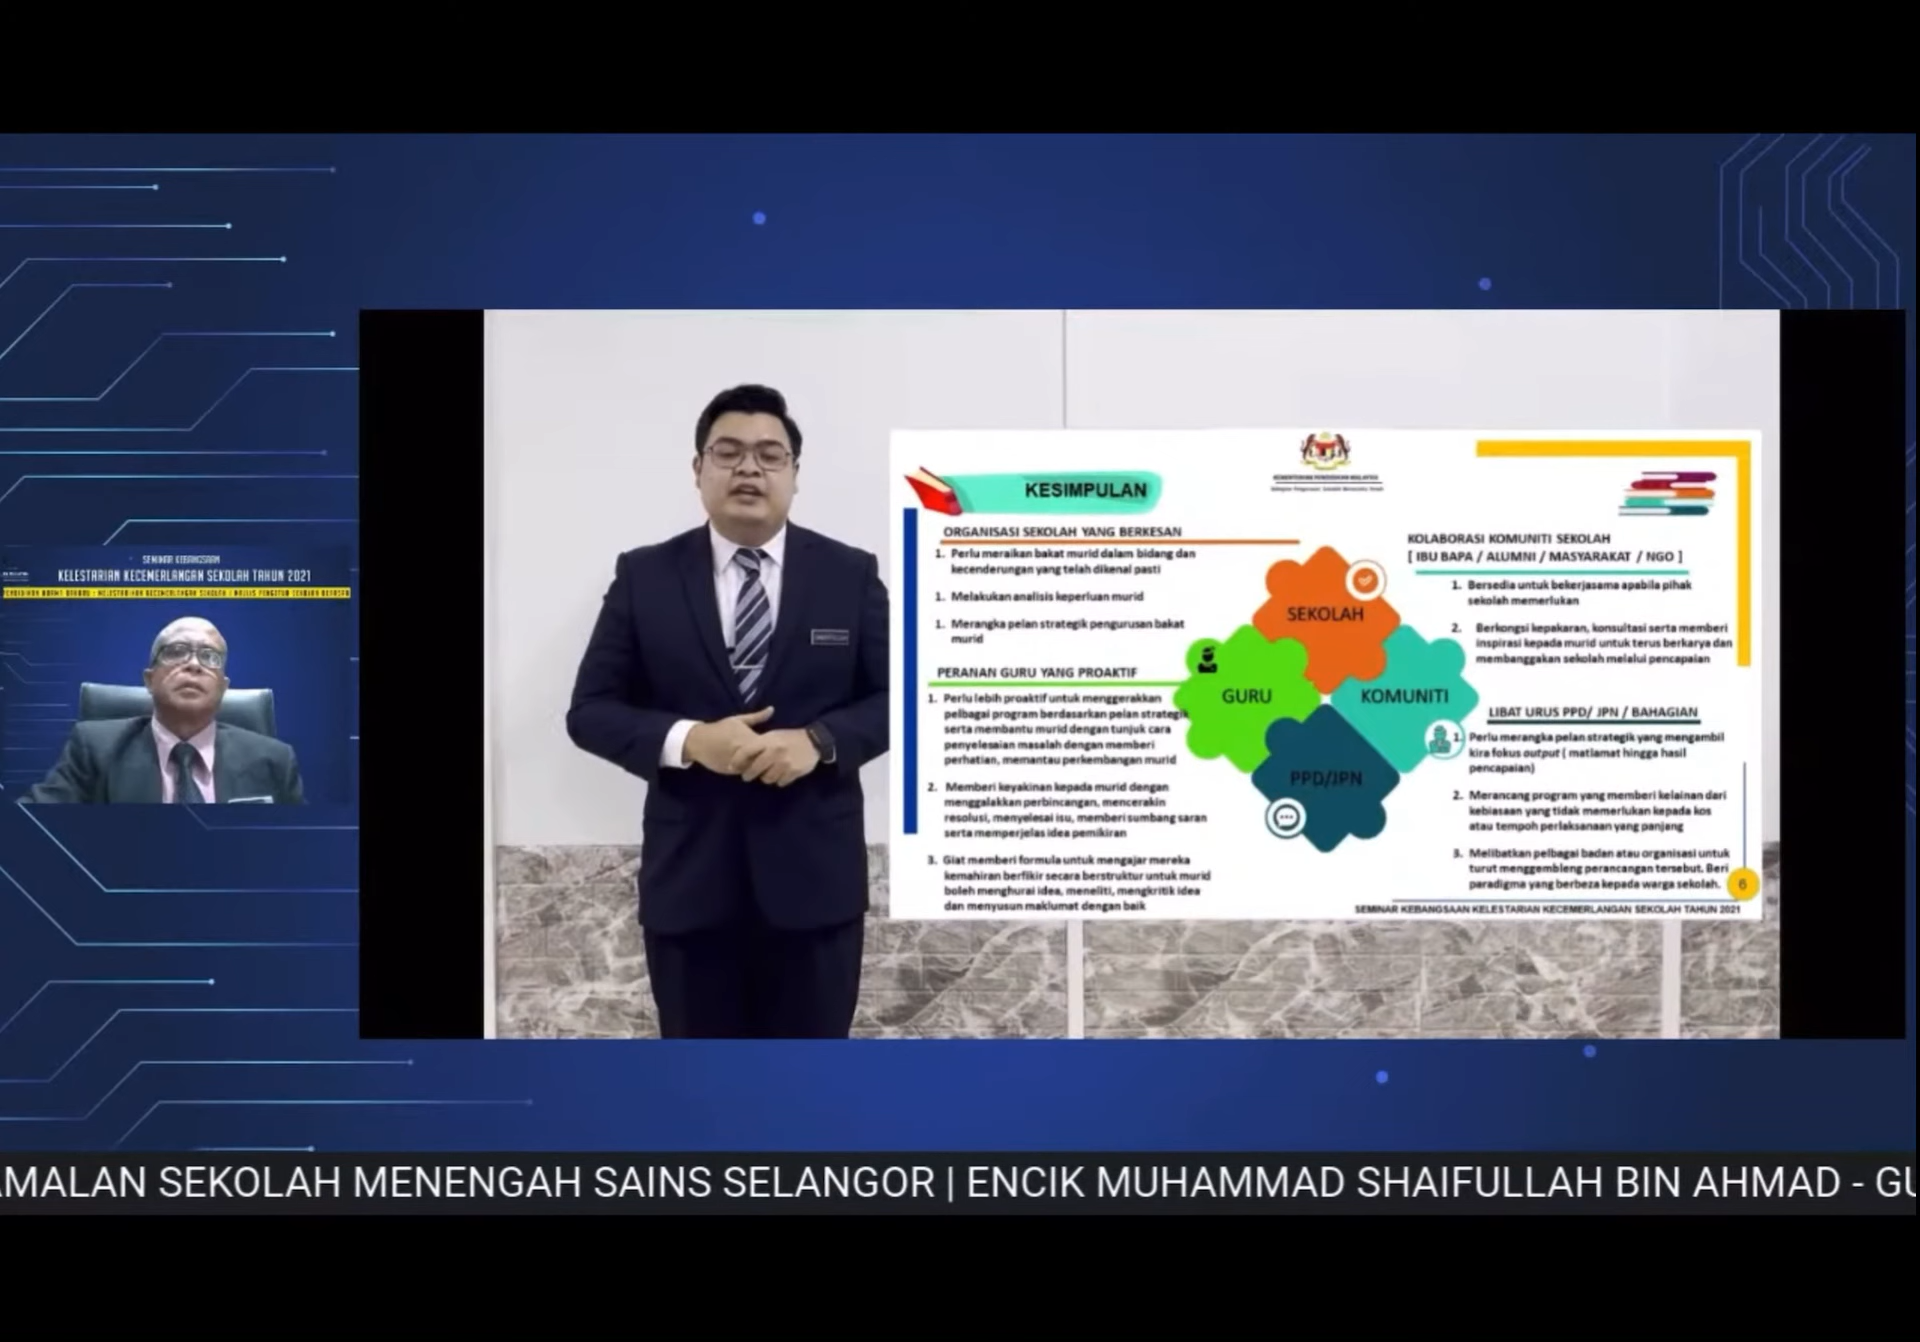 SEMINAR KEBANGSAAN
KELESTARIAN KECEMERLANGAN SEKOLAH TAHUN 2021
KESIMPULAN
KEMENTERIAN PENDIDIKAN MALAYSIA
ORGANISASI SEKOLAH YANG BERKESAN
1. Perlu meraikan bakat murid dalam bidang dan
kecenderungan yang telah dikenal pasti
1. Melakukan analisis keperluan murid
1. Merangka pelan strategik pengurusan bakat
murid
PERANAN GURU YANG PROAKTIF
1. Perlu lebih proaktif untuk menggerakkan
pelbagai program berdasarkan pelan strategik
serta membantu murid dengan tunjuk cara
penyelesaian masalah dengan memberi
perhatian, memantau perkembangan murid
2. Memberi keyakinan kepada murid dengan
menggalakkan perbincangan, mencerakin
resolusi, menyelesai isu, memberi sumbang saran
serta memperjelas idea pemikiran
3. Giat memberi formula untuk mengajar mereka
kemahiran berfikir secara berstruktur untuk murid
boleh menghurai idea, meneliti, mengkritik idea
dan menyusun maklumat dengan baik
SEKOLAH
GURU
KOMUNITI
PPD/JPN
KOLABORASI KOMUNITI SEKOLAH
[ IBU BAPA / ALUMNI / MASYARAKAT / NGO ]
1. Bersedia untuk bekerjasama apabila pihak
sekolah memerlukan
2. Berkongsi kepakaran, konsultasi serta memberi
inspirasi kepada murid untuk terus berkarya dan
membanggakan sekolah melalui pencapaian
LIBAT URUS PPD/ JPN / BAHAGIAN
1. Perlu merangka pelan strategik yang mengambil
kira fokus output ( matlamat hingga hasil
pencapaian)
2. Merancang program yang memberi kelainan dari
kebiasaan yang tidak memerlukan kepada kos
atau tempoh perlaksanaan yang panjang
3. Melibatkan pelbagai badan atau organisasi untuk
turut menggembleng perancangan tersebut. Beri
paradigma yang berbeza kepada warga sekolah.
6
SEMINAR KEBANGSAAN KELESTARIAN KECEMERLANGAN SEKOLAH TAHUN 2021
AMALAN SEKOLAH MENENGAH SAINS SELANGOR | ENCIK MUHAMMAD SHAIFULLAH BIN AHMAD - GU